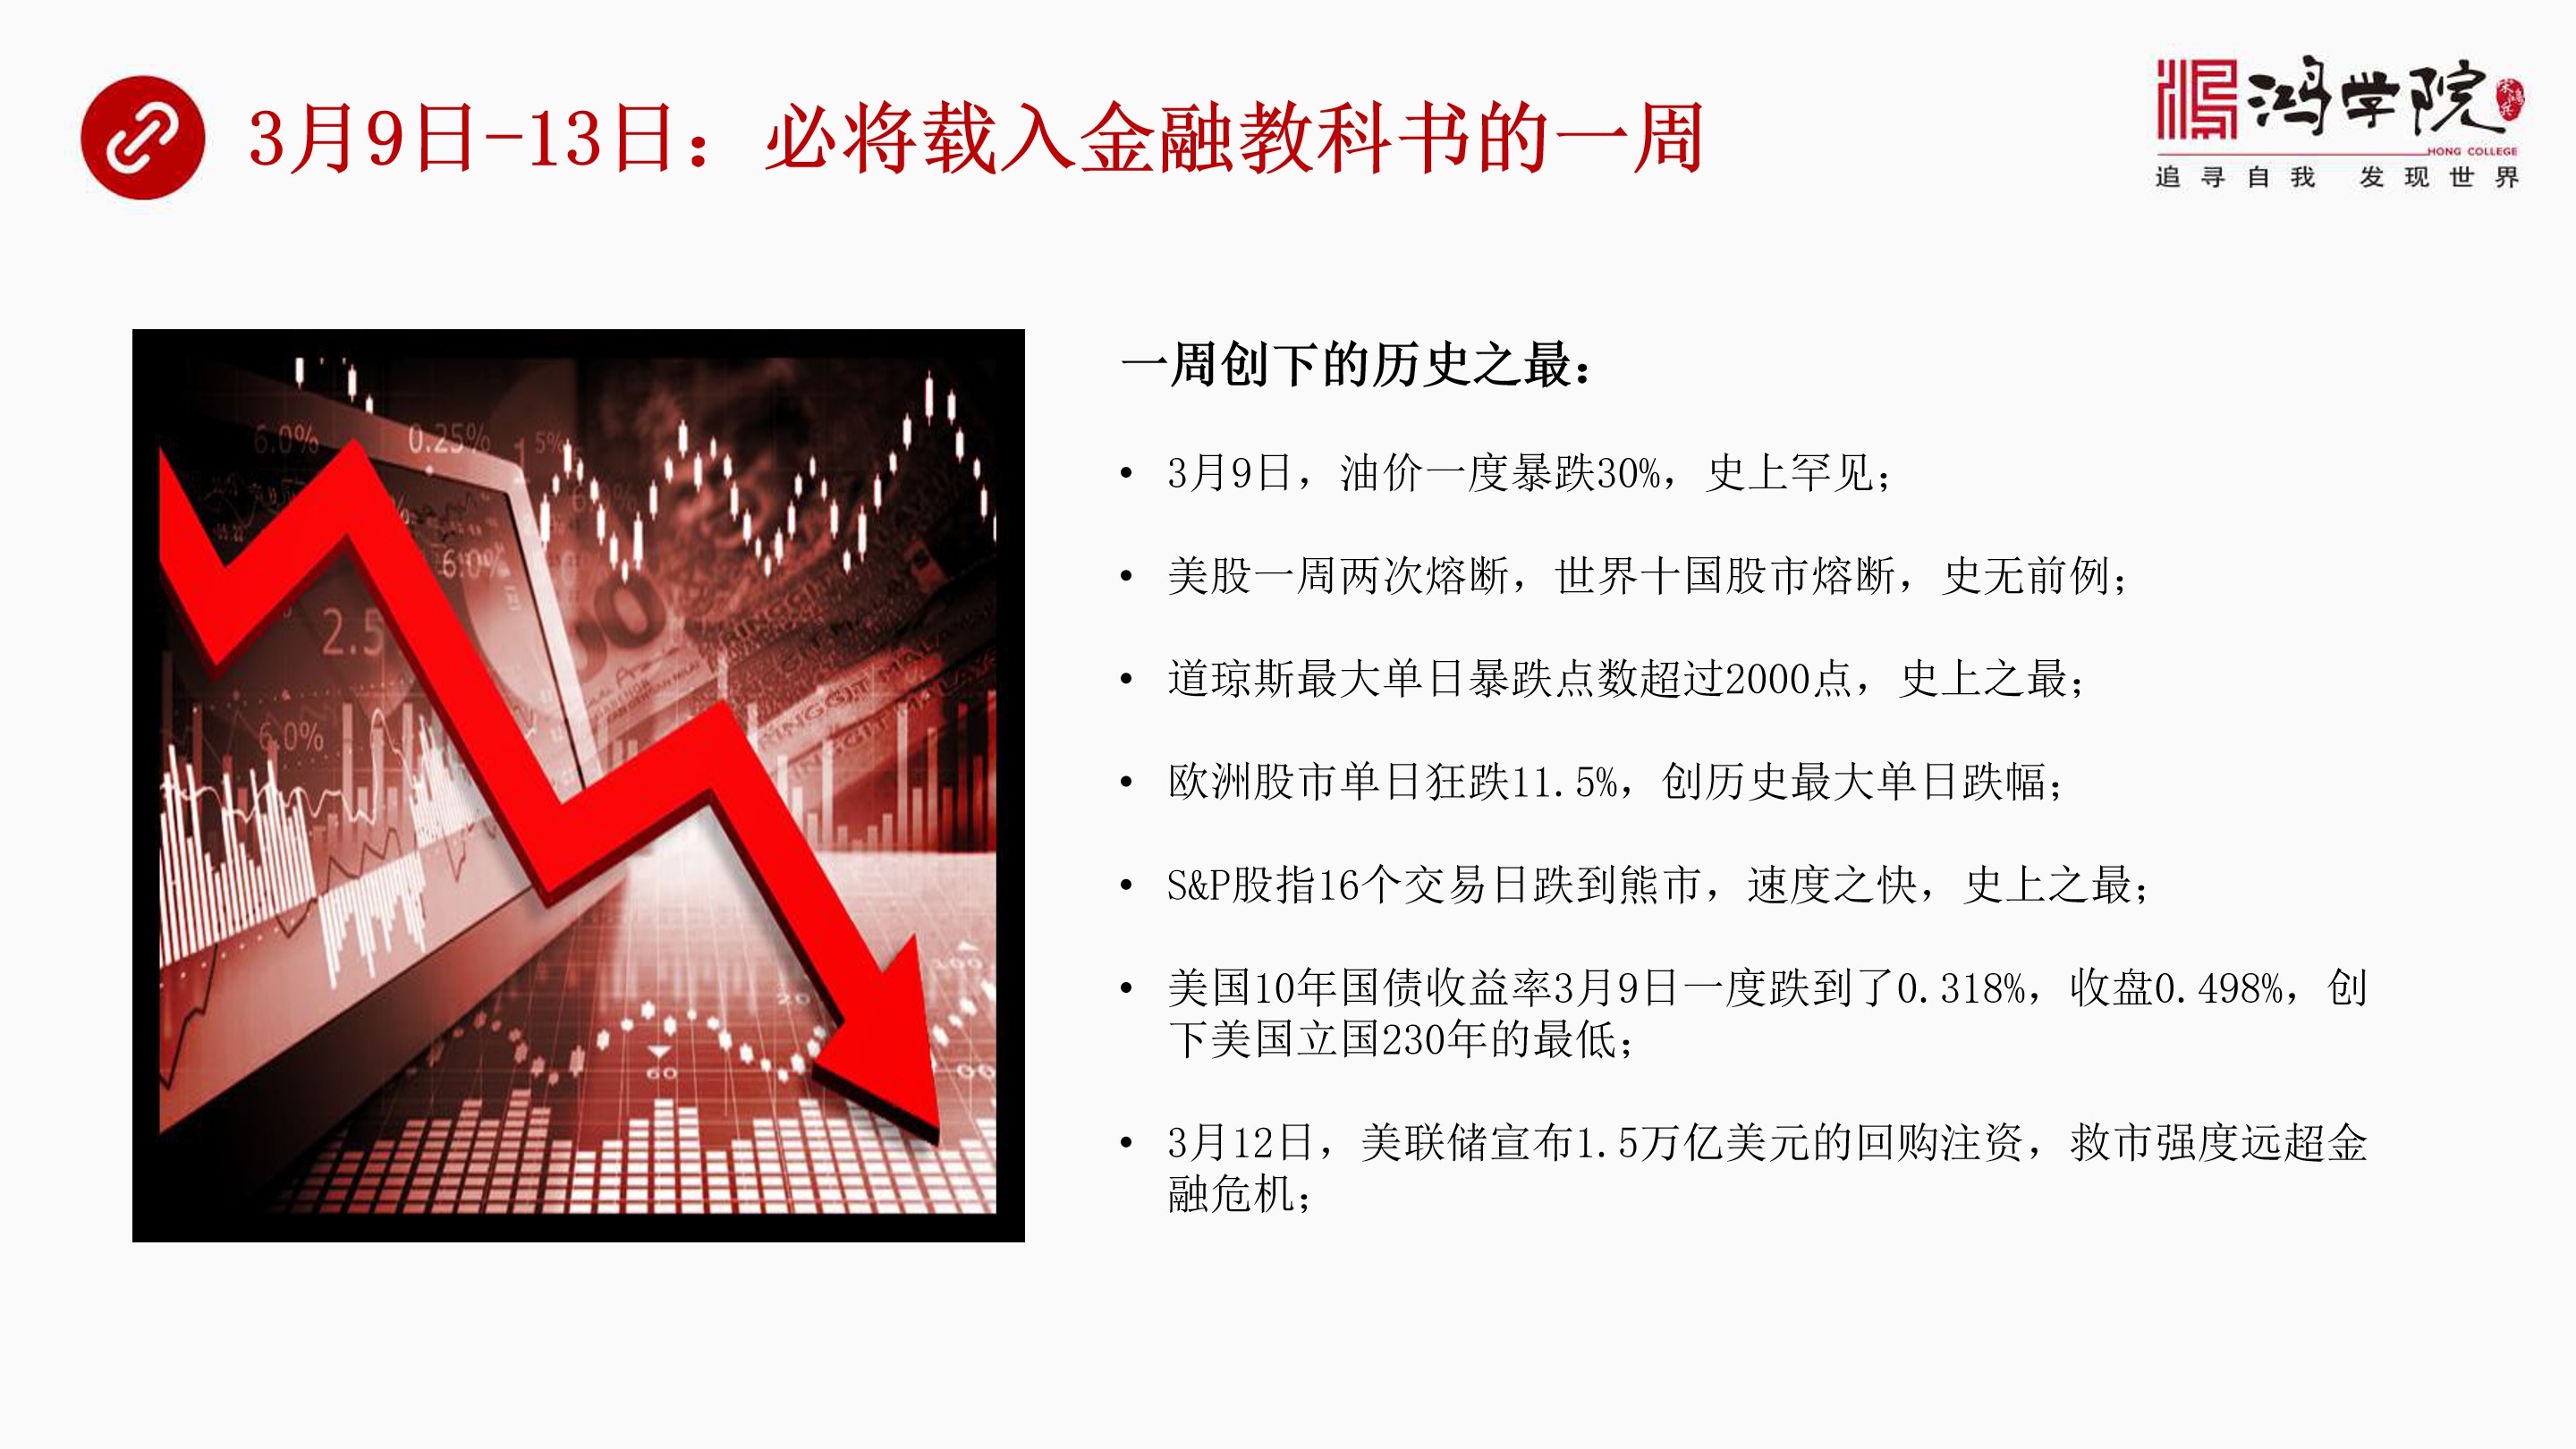 3月9日-13日：必将载入金融教科书的一周
鸿学院
HONG COLLEGE
追寻自我 发现世界
一周创下的历史之最：
• 3月9日，油价一度暴跌30%，史上罕见；
• 美股一周两次熔断，世界十国股市熔断，史无前例；
• 道琼斯最大单日暴跌点数超过2000点，史上之最；
• 欧洲股市单日狂跌11.5%，创历史最大单日跌幅；
• S&P股指16个交易日跌到熊市，速度之快，史上之最；
• 美国10年国债收益率3月9日一度跌到了0.318%，收盘0.498%，创
下美国立国230年的最低；
• 3月12日，美联储宣布1.5万亿美元的回购注资，救市强度远超金
融危机；
6.0%
0.25%
5%
6.0%
2.5
6.0%
20
60